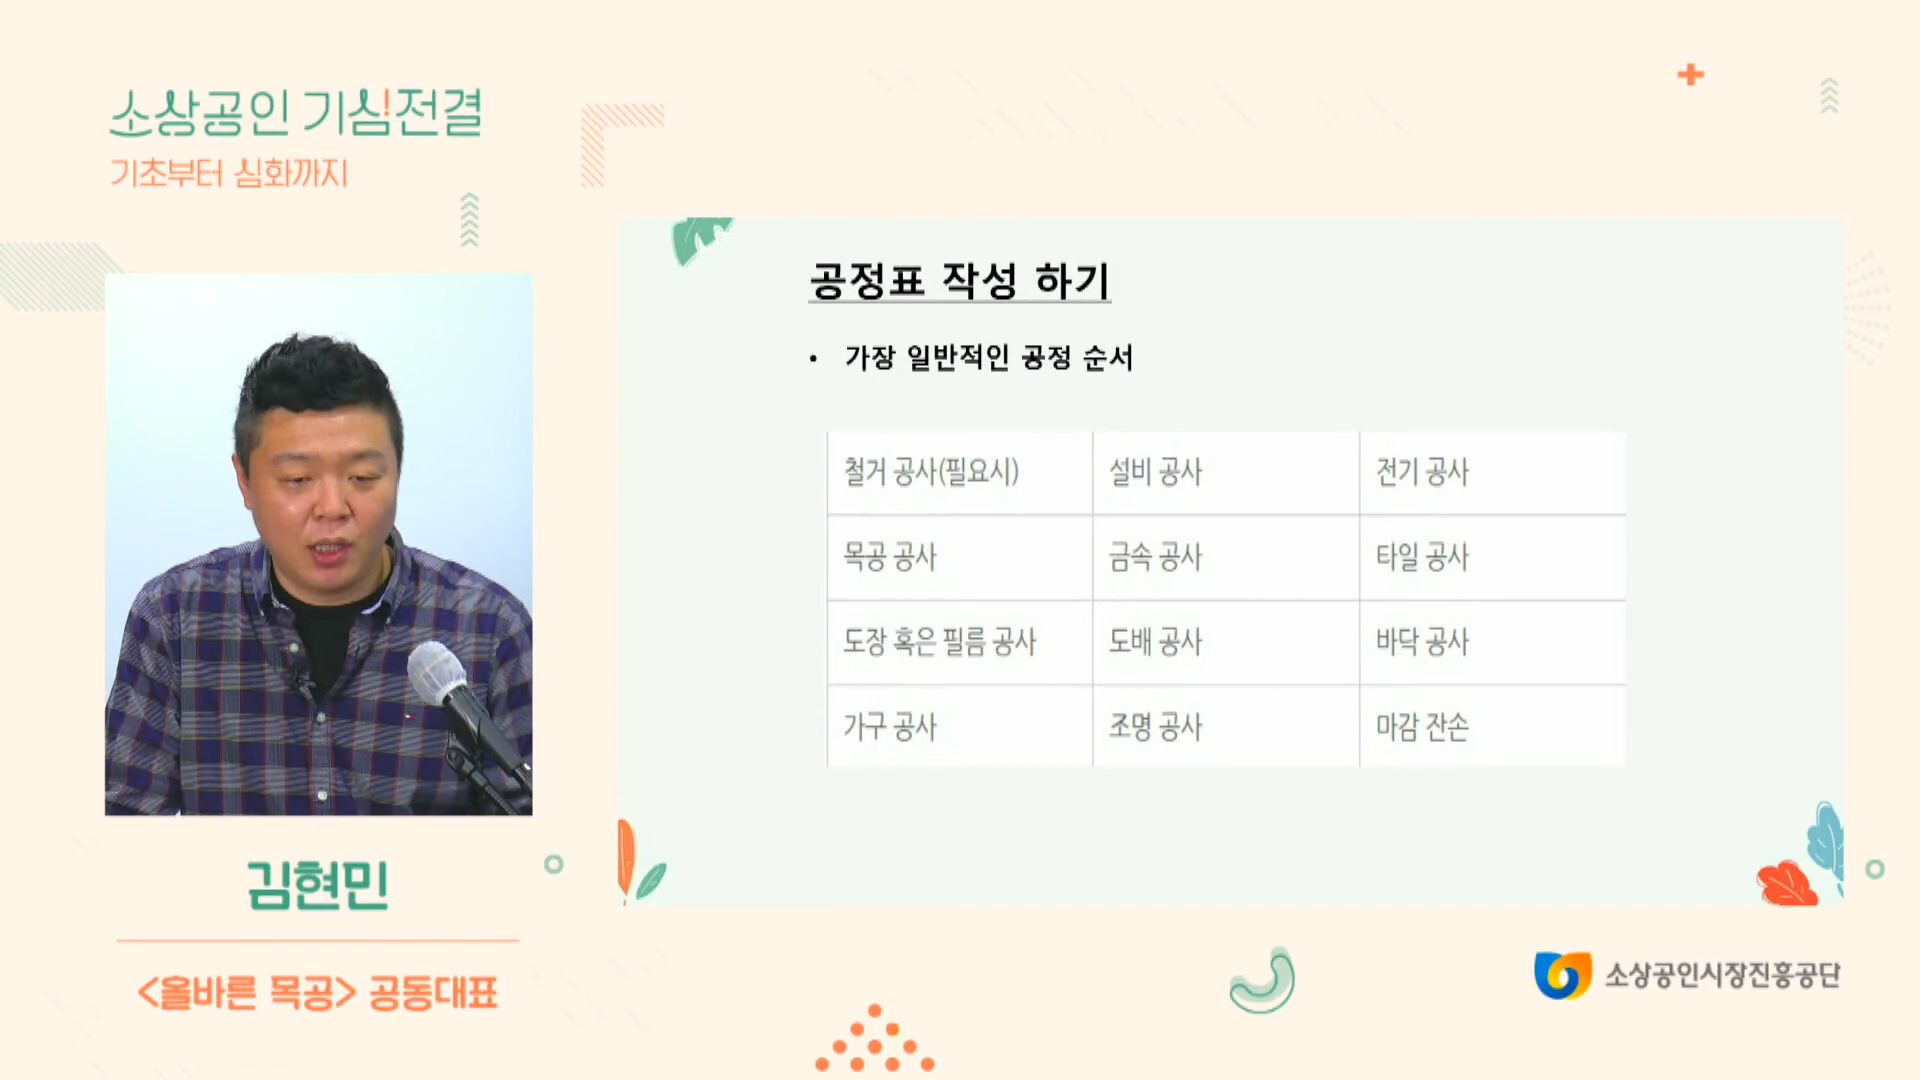 소상공인 기심전결
기초부터 심화까지
공정표 작성 하기
• 가장 일반적인 공정 순서
철거 공사(필요시) 설비 공사 전기 공사
목공 공사 금속 공사 타일 공사
도장 혹은 필름 공사 도배 공사 바닥 공사
가구 공사 조명 공사 마감 잔손
김현민
<올바른 목공> 공동대표
소상공인시장진흥공단